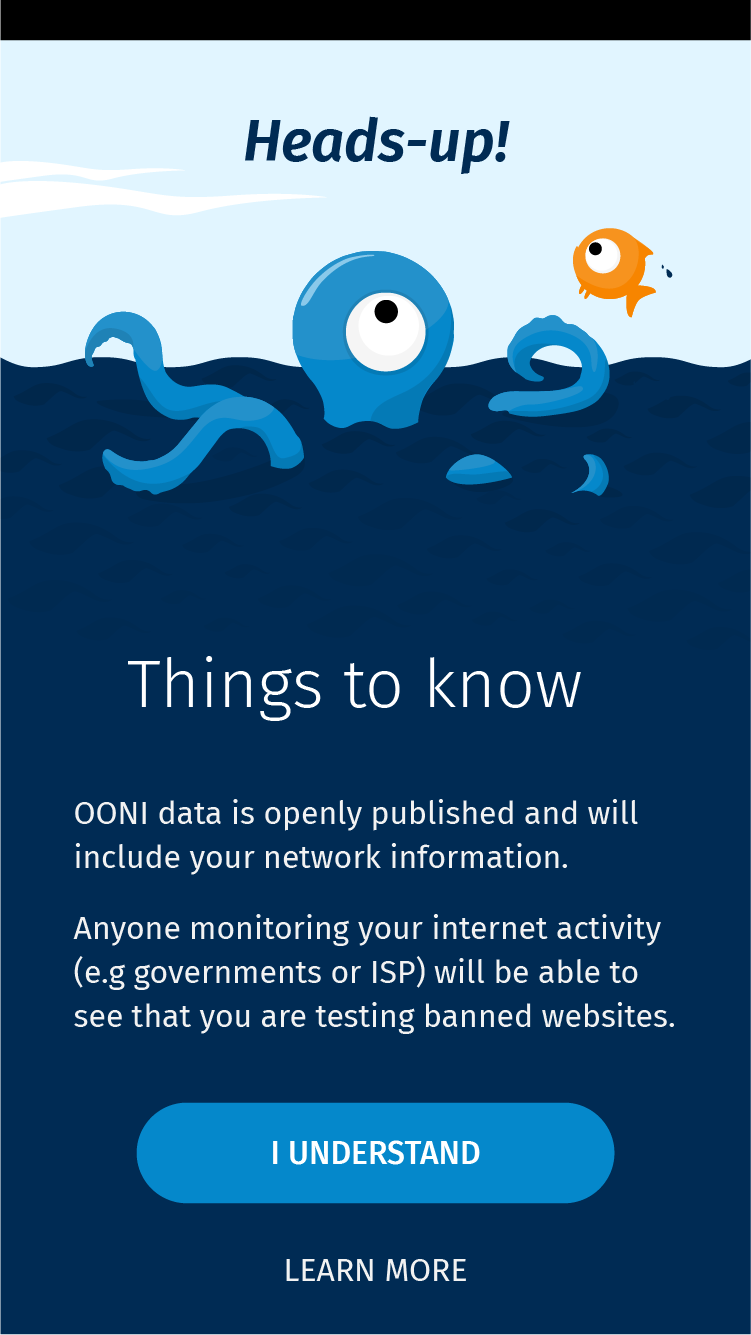 Heads-up!
Things to know
OONI data is openly published and will
include your network information.
Anyone monitoring your internet activity
(e.g governments or ISP) will be able to
see that you are testing banned websites.
I UNDERSTAND
LEARN MORE